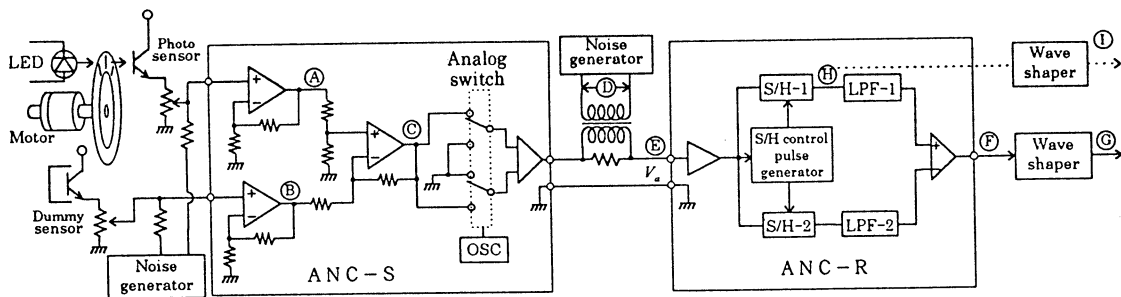 LED
Photo
sensor
Motor
Dummy
sensor
Noise
generator
A
B
C
Analog
switch
OSC
ANC-S
Noise
generator
D
E
Va
S/H-1
H
LPF-1
S/H control
pulse
generator
S/H-2
LPF-2
ANC-R
F
Wave
shaper
I
Wave
shaper
G